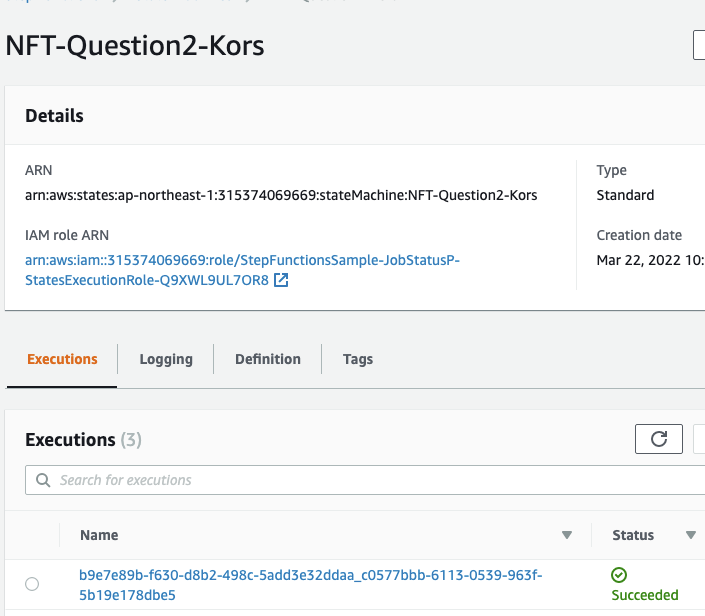 NFT-Question2-Kors
Details
ARN
arn:aws:states:ap-northeast-1:315374069669:stateMachine:NFT-Question2-Kors
Type
Standard
IAM role ARN
arn:aws:iam::315374069669:role/StepFunctionsSample-JobStatusP-
StatesExecutionRole-Q9XWL9UL7OR8
Creation date
Mar 22, 2022 10:
Executions
Logging
Definition
Tags
Executions (3)
Search for executions
Name
Status
b9e7e89b-f630-d8b2-498c-5add3e32ddaa_c0577bbb-6113-0539-963f-
5b19e178dbe5
Succeeded